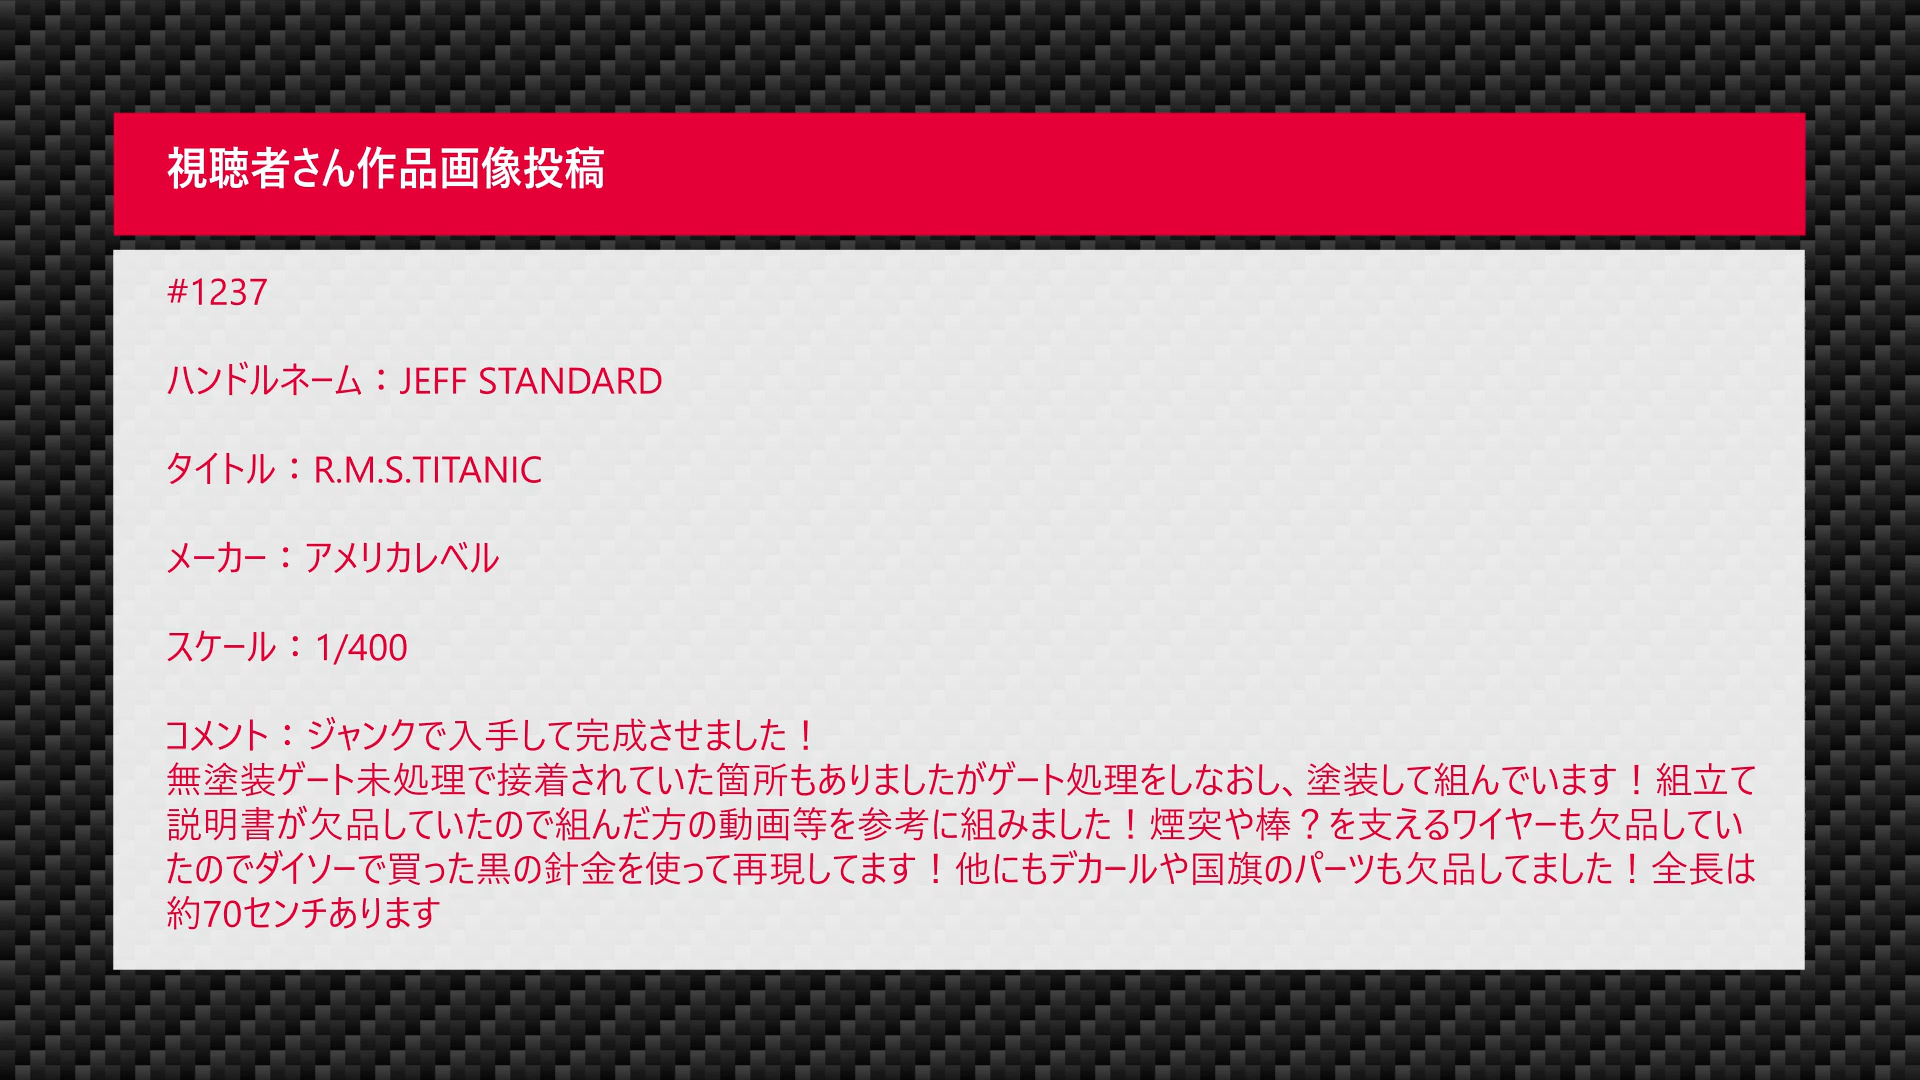 視聴者さん作品画像投稿
#1237
ハンドルネーム：JEFF STANDARD
タイトル：R.M.S.TITANIC
メーカー：アメリカレベル
スケール：1/400
コメント：ジャンクで入手して完成させました！
無塗装ゲート未処理で接着されていた箇所もありましたがゲート処理をしなおし、塗装して組んでいます！組立て
説明書が欠品していたので組んだ方の動画等を参考に組みました！煙突や棒？を支えるワイヤーも欠品してい
たのでダイソーで買った黒の針金を使って再現してます！他にもデカールや国旗のパーツも欠品してました！全長は
約70センチあります